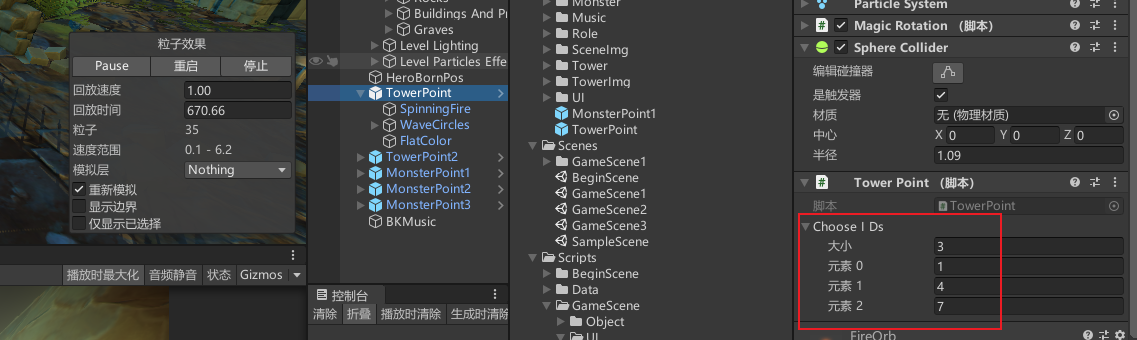 粒子效果
Pause 重启 停止
回放速度 1.00
回放时间 670.66
粒子 35
速度范围 0.1 - 6.2
模拟层 Nothing
重新模拟
显示边界
仅显示已选择
播放时最大化 音频静音 状态 Gizmos
Buildings And Pr
Graves
Level Lighting
Level Particles Effe
HeroBornPos
TowerPoint
SpinningFire
WaveCircles
FlatColor
TowerPoint2
MonsterPoint1
MonsterPoint2
MonsterPoint3
BKMusic
控制台
清除 折叠 播放时清除 生成时清除
Monster
Music
Role
SceneImg
Tower
TowerImg
UI
MonsterPoint1
TowerPoint
Scenes
GameScene1
BeginScene
GameScene1
GameScene2
GameScene3
SampleScene
Scripts
BeginScene
Data
GameScene
Object
UI
Particle System
Magic Rotation （脚本）
Sphere Collider
编辑碰撞器
是触发器
材质 无 (物理材质)
中心 X 0 Y 0 Z 0
半径 1.09
Tower Point （脚本）
脚本 TowerPoint
Choose I Ds
大小 3
元素 0 1
元素 1 4
元素 2 7
FireOrb